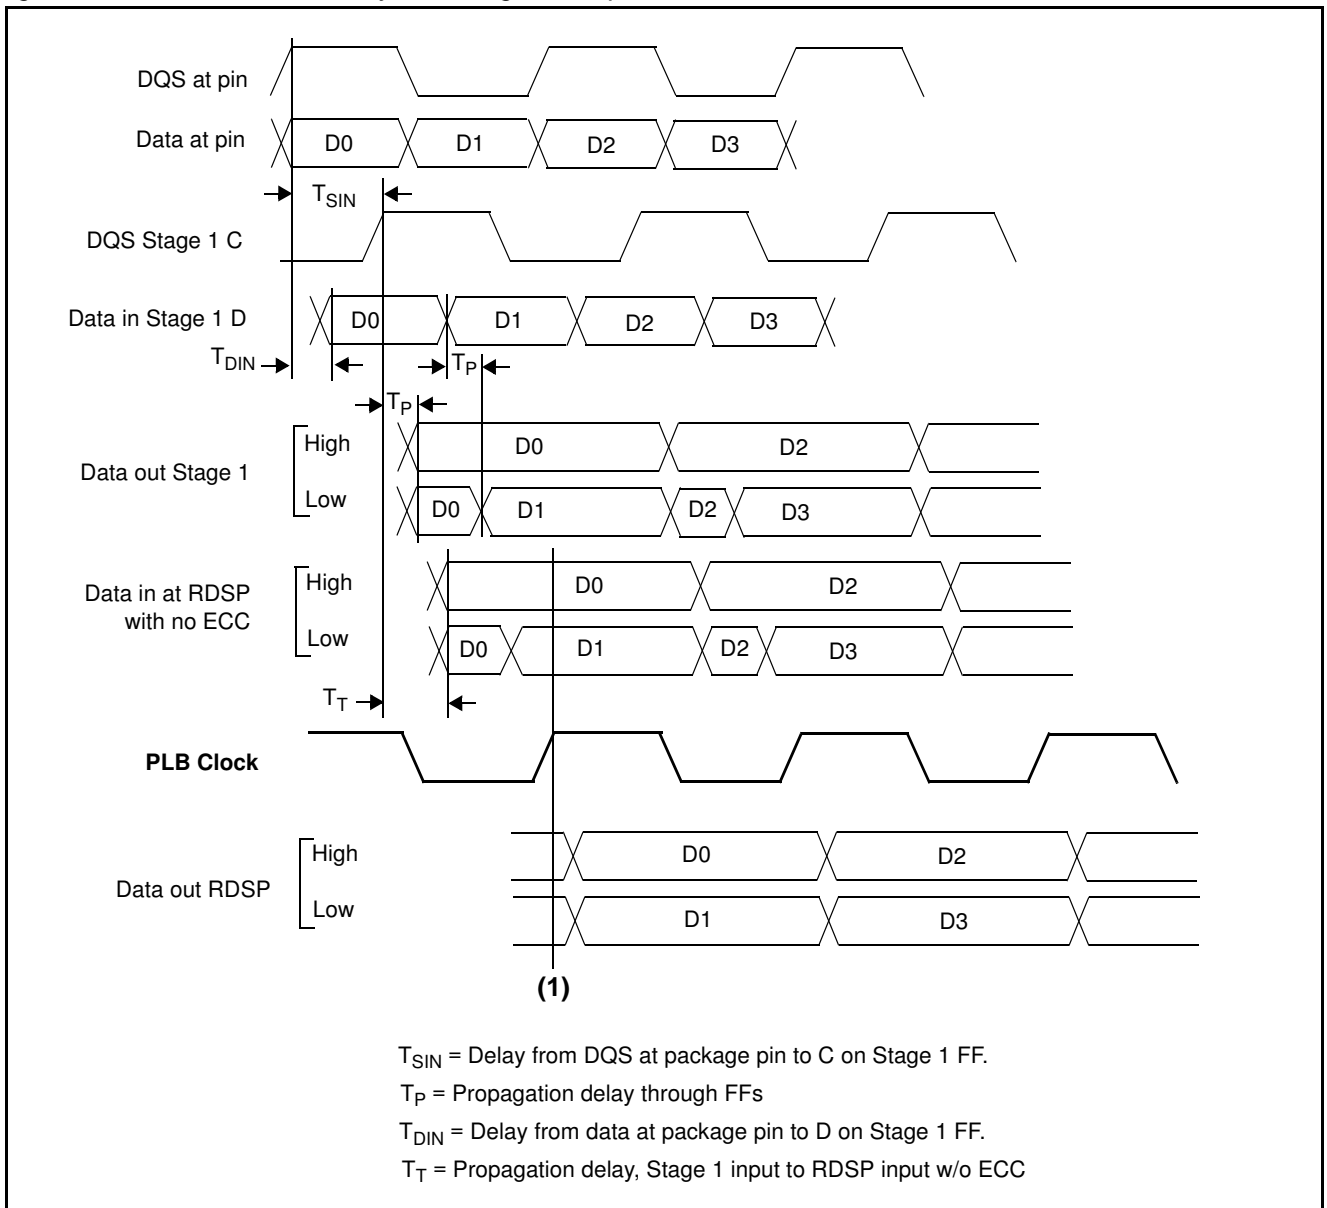 DQS at pin
Data at pin
D0 D1 D2 D3
TSIN
DQS Stage 1 C
Data in Stage 1 D
D0 D1 D2 D3
TDIN
TP
TP
Data out Stage 1
High
D0 D2
Low
D0 D1 D2 D3
Data in at RDSP
with no ECC
High
D0 D2
Low
D0 D1 D2 D3
TT
PLB Clock
Data out RDSP
High
D0 D2
Low
D1 D3
(1)
TSIN = Delay from DQS at package pin to C on Stage 1 FF.
TP = Propagation delay through FFs
TDIN = Delay from data at package pin to D on Stage 1 FF.
TT = Propagation delay, Stage 1 input to RDSP input w/o ECC